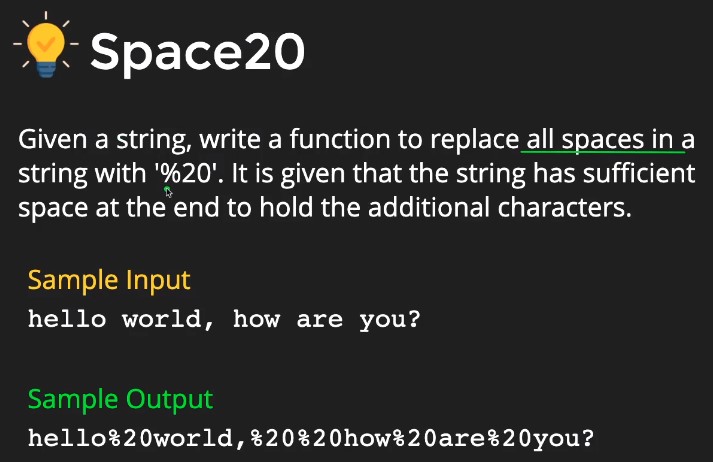 Space20
Given a string, write a function to replace all spaces in a
string with '%20'. It is given that the string has sufficient
space at the end to hold the additional characters.
Sample Input
hello world, how are you?
Sample Output
hello%20world,%20%20how%20are%20you?